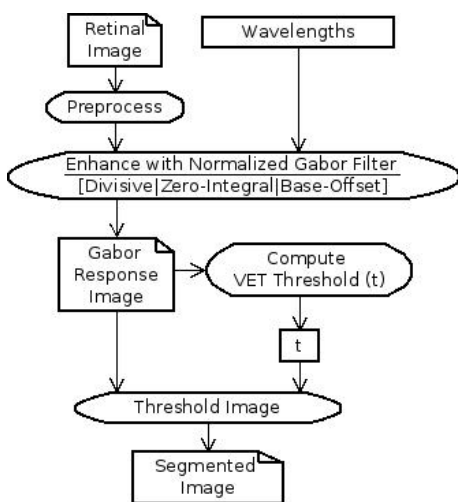 Retinal
Image
Wavelengths
Preprocess
Enhance with Normalized Gabor Filter
[Divisive|Zero-Integral|Base-Offset]
Gabor
Response
Image
Compute
VET Threshold (t)
t
Threshold Image
Segmented
Image